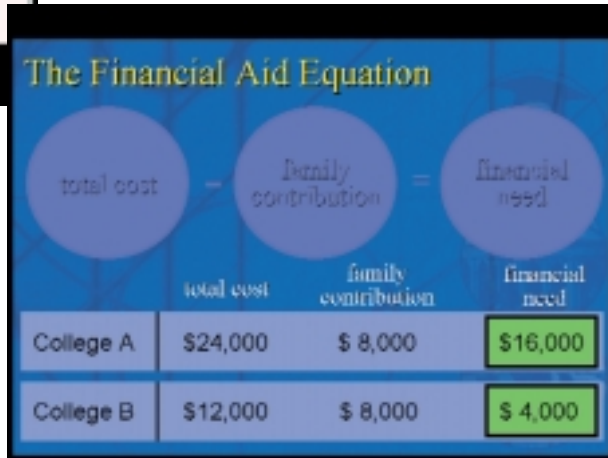 The Financial Aid Equation
total cost - family contribution = financial need
total cost family contribution financial need
College A $24,000 $ 8,000 $16,000
College B $12,000 $ 8,000 $ 4,000